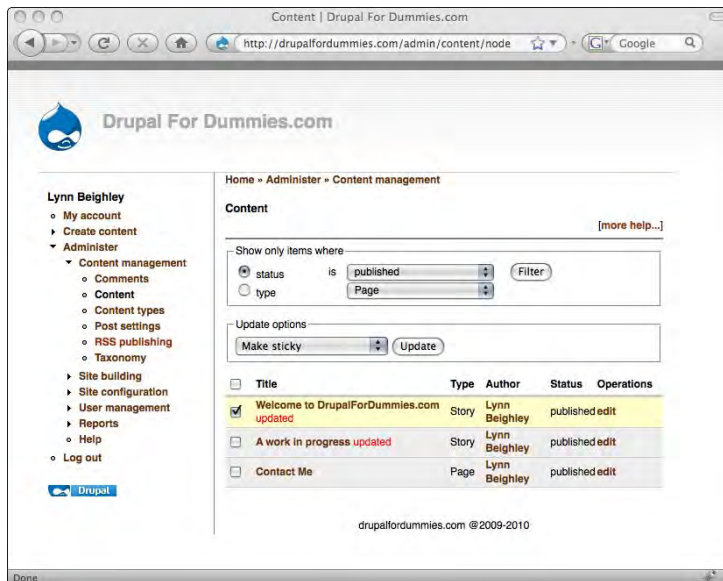 Content | Drupal For Dummies.com
http://drupalfordummies.com/admin/content/node
Google
Drupal For Dummies.com
Lynn Beighley
My account
Create content
Administer
Content management
Comments
Content
Content types
Post settings
RSS publishing
Taxonomy
Site building
Site configuration
User management
Reports
Help
Log out
Drupal
Home » Administer » Content management
Content
[more help...]
Show only items where
status is published Filter
type Page
Update options
Make sticky Update
Title Type Author Status Operations
Welcome to DrupalForDummies.com updated Story Lynn Beighley published edit
A work in progress updated Story Lynn Beighley published edit
Contact Me Page Lynn Beighley published edit
drupalfordummies.com @2009-2010
Done